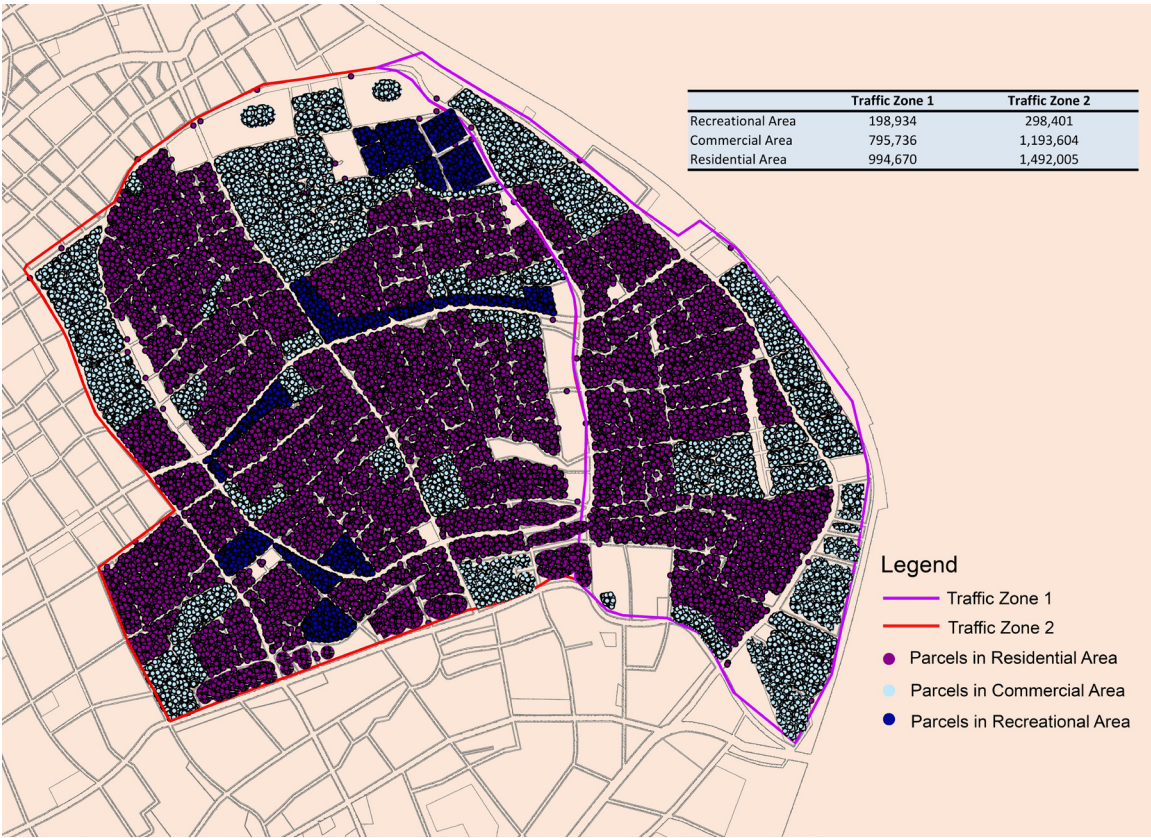 Traffic Zone 1 Traffic Zone 2
Recreational Area 198,934 298,401
Commercial Area 795,736 1,193,604
Residential Area 994,670 1,492,005
Legend
Traffic Zone 1
Traffic Zone 2
Parcels in Residential Area
Parcels in Commercial Area
Parcels in Recreational Area